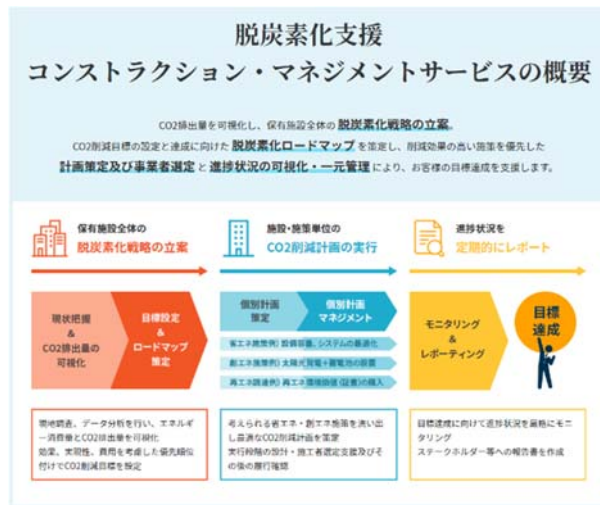 脱炭素化支援
コンストラクション・マネジメントサービスの概要
CO2排出量を可視化し、保有施設全体の 脱炭素化戦略の立案。
CO2削減目標の設定と達成に向けた 脱炭素化ロードマップ を策定し、削減効果の高い施策を優先した
計画策定及び事業者選定 と 進捗状況の可視化・一元管理 により、お客様の目標達成を支援します。
保有施設全体の
脱炭素化戦略の立案
施設・施策単位の
CO2削減計画の実行
進捗状況を
定期的にレポート
現状把握
&
CO2排出量の
可視化
目標設定
&
ロードマップ
策定
個別計画
策定
個別計画
マネジメント
省エネ施策例）設備容量、システムの最適化
創エネ施策例）太陽光発電＋蓄電池の設置
再エネ調達例）再エネ環境価値（証書）の購入
モニタリング
&
レポーティング
目標
達成
現地調査、データ分析を行い、エネルギ
ー消費量とCO2排出量を可視化
効果、実現性、費用を考慮した優先順位
付けでCO2削減目標を設定
考えられる省エネ・創エネ施策を洗い出
し最適なCO2削減計画を策定
実行段階の設計・施工者選定支援及びそ
の後の履行確認
目標達成に向けて進捗状況を厳格にモニ
タリング
ステークホルダー等への報告書を作成